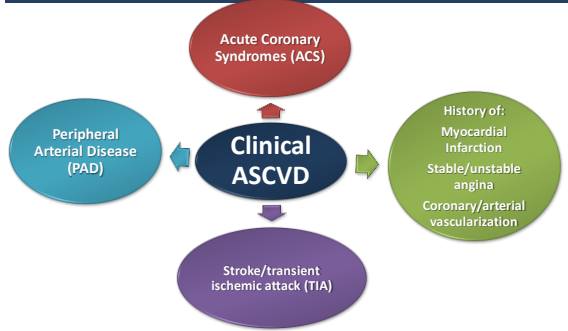 Acute Coronary
Syndromes (ACS)
Peripheral
Arterial Disease
(PAD)
Clinical
ASCVD
History of:
Myocardial
Infarction
Stable/unstable
angina
Coronary/arterial
vascularization
Stroke/transient
ischemic attack (TIA)